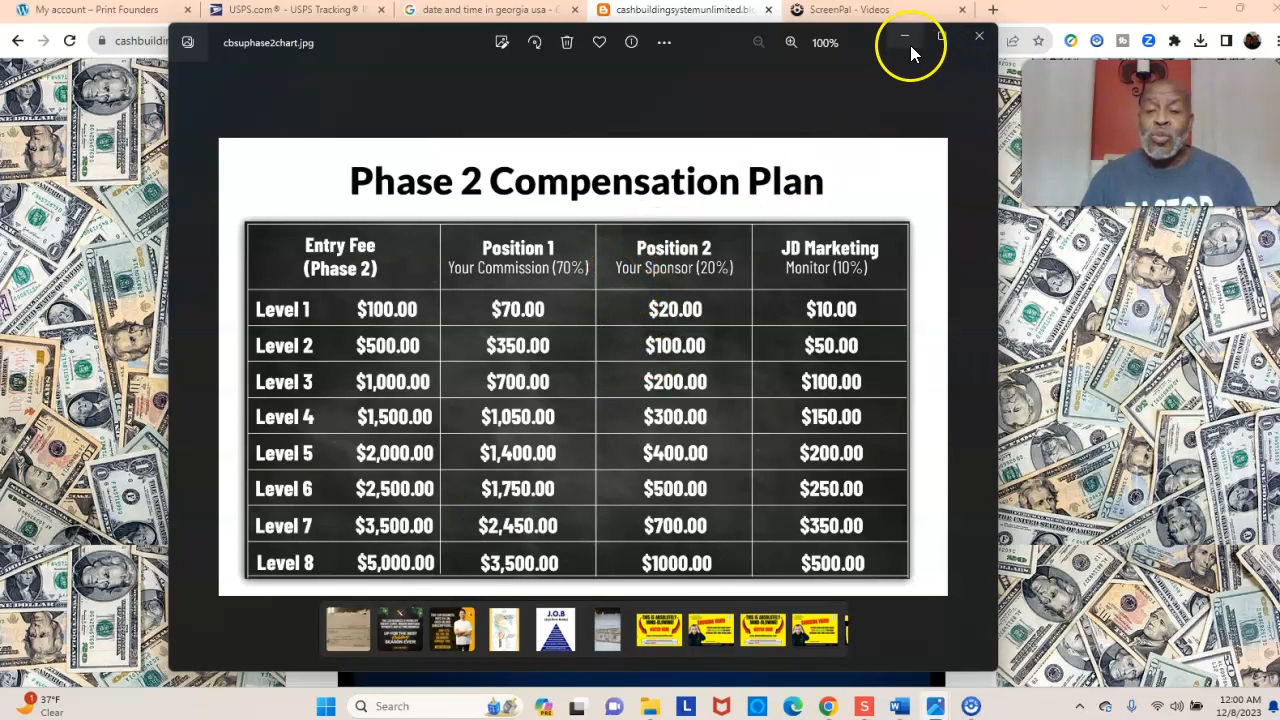 My account – Print Founders
USPS.com® - USPS Tracking®
date and time in georgia usa -
cashbuildingsystemunlimited.blo
ScreenPal - Videos
cashbuildin
cbsuphase2chart.jpg
100%
Phase 2 Compensation Plan
Entry Fee (Phase 2) Position 1 Your Commission (70%) Position 2 Your Sponsor (20%) JD Marketing Monitor (10%)
Level 1 $100.00 $70.00 $20.00 $10.00
Level 2 $500.00 $350.00 $100.00 $50.00
Level 3 $1,000.00 $700.00 $200.00 $100.00
Level 4 $1,500.00 $1,050.00 $300.00 $150.00
Level 5 $2,000.00 $1,400.00 $400.00 $200.00
Level 6 $2,500.00 $1,750.00 $500.00 $250.00
Level 7 $3,500.00 $2,450.00 $700.00 $350.00
Level 8 $5,000.00 $3,500.00 $1000.00 $500.00
J.O.B
37°F
Clear
Search
12:00 AM
12/8/2023